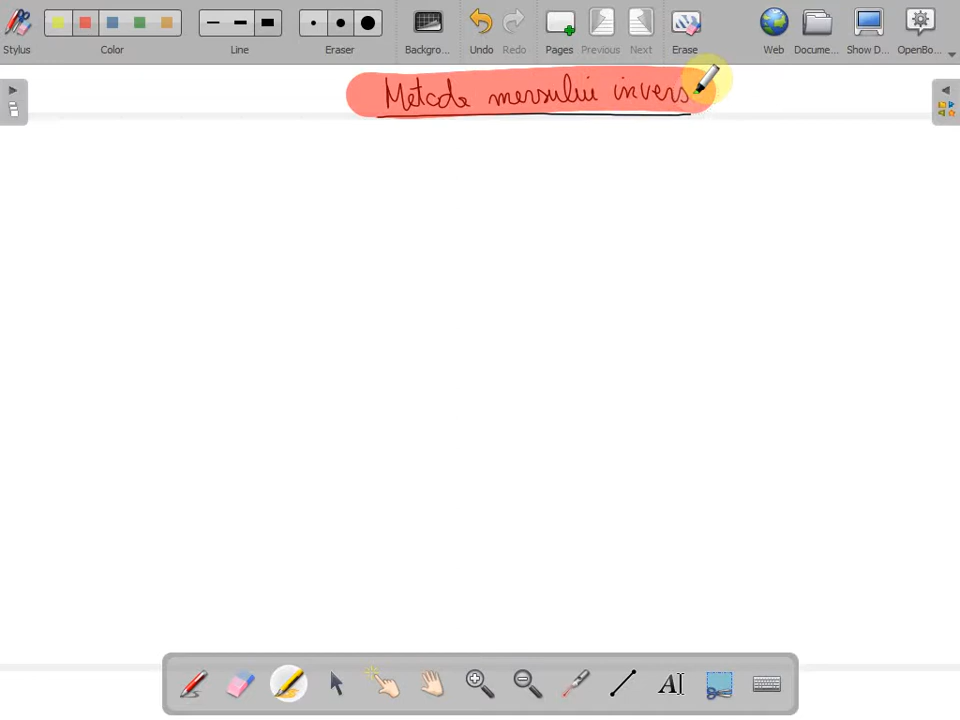 Stylus
Color
Line
Eraser
Backgro...
Undo
Redo
Pages
Previous
Next
Erase
Web
Docume...
Show D...
OpenBo...
Metoda mersului invers
A